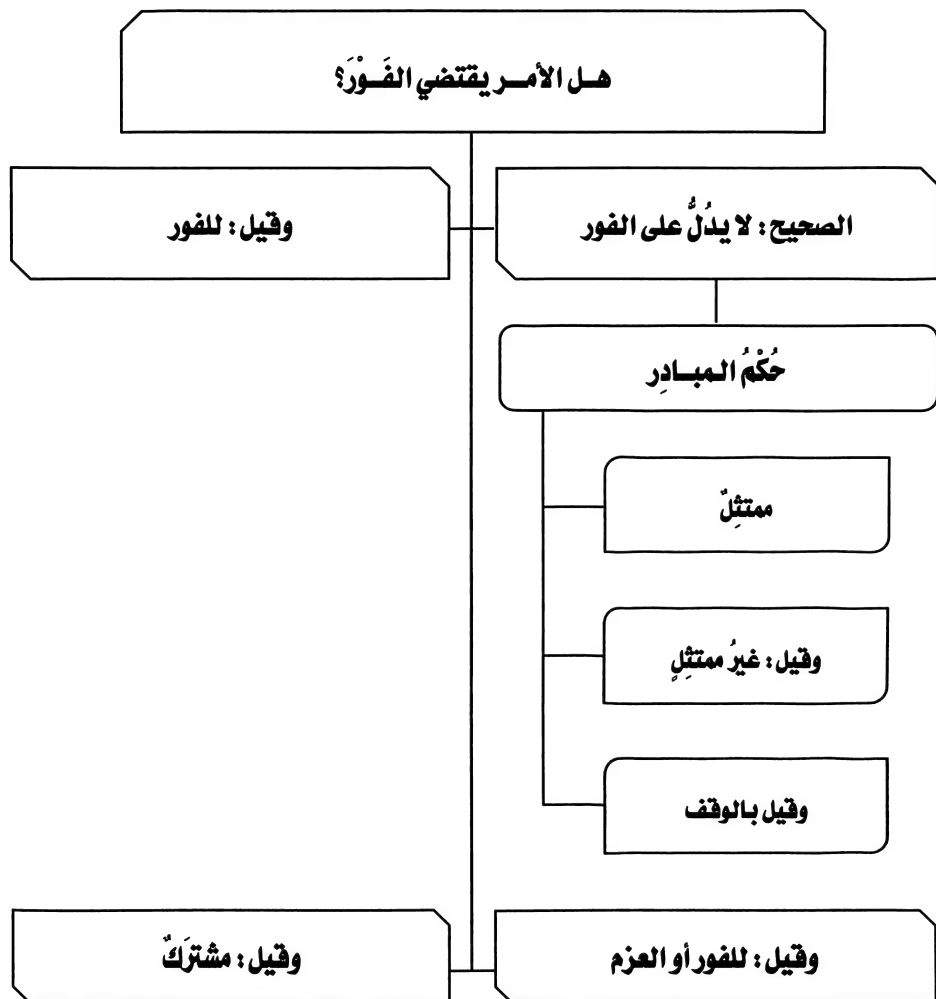 هل الأمر يقتضي الفَوْرَ؟
الصحيح: لا يدُلُّ على الفور
وقيل: للفور
حُكْمُ المبادِر
ممتثِلٌ
وقيل: غيرُ ممتثِلٍ
وقيل بالوقف
وقيل: للفور أو العزم
وقيل: مشترَكٌ